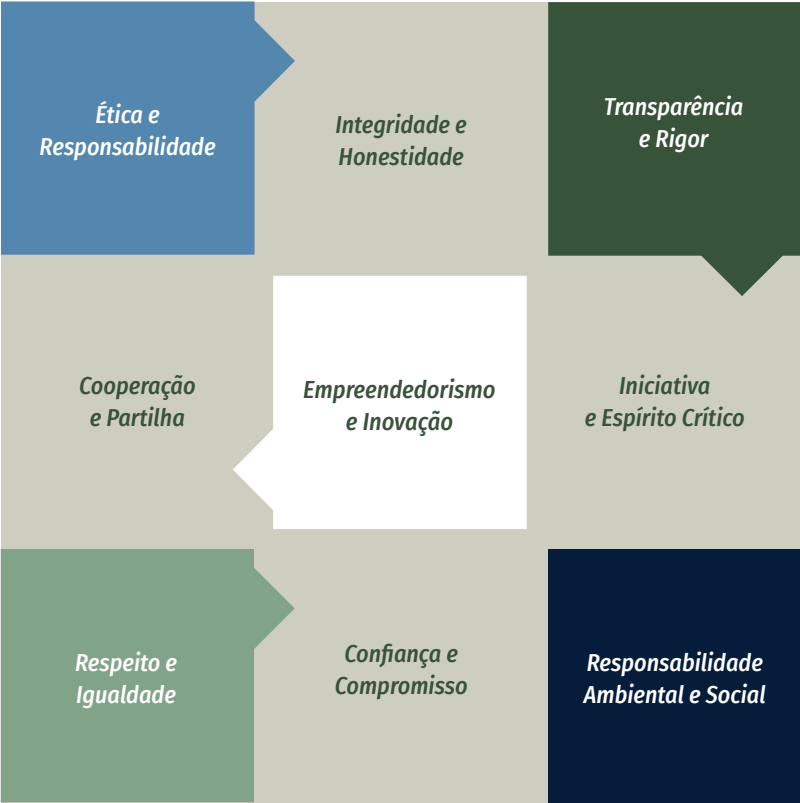 Ética e
Responsabilidade
Integridade e
Honestidade
Transparência
e Rigor
Cooperação
e Partilha
Empreendedorismo
e Inovação
Iniciativa
e Espírito Crítico
Respeito e
Igualdade
Confiança e
Compromisso
Responsabilidade
Ambiental e Social